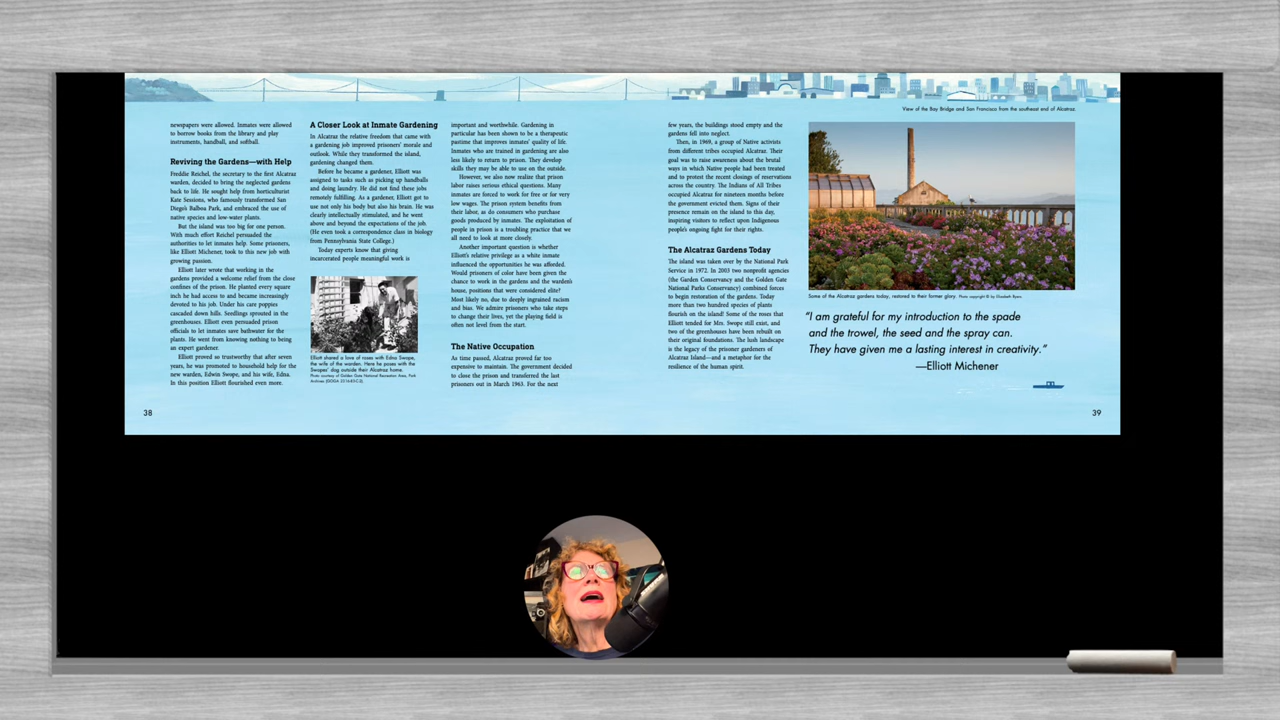 View of the Bay Bridge and San Francisco from the southeast end of Alcatraz.
newspapers were allowed. Inmates were allowed
to borrow books from the library and play
instruments, handball, and softball.
Reviving the Gardens—with Help
Freddie Reichel, the secretary to the first Alcatraz
warden, decided to bring the neglected gardens
back to life. He sought help from horticulturist
Kate Sessions, who famously transformed San
Diego's Balboa Park, and embraced the use of
native species and low-water plants.
But the island was too big for one person.
With much effort Reichel persuaded the
authorities to let inmates help. Some prisoners,
like Elliott Michener, took to this new job with
growing passion.
Elliott later wrote that working in the
gardens provided a welcome relief from the close
confines of the prison. He planted every square
inch he had access to and became increasingly
devoted to his job. Under his care poppies
cascaded down hills. Seedlings sprouted in the
greenhouses. Elliott even persuaded prison
officials to let inmates save bathwater for the
plants. He went from knowing nothing to being
an expert gardener.
Elliott proved so trustworthy that after seven
years, he was promoted to household help for the
new warden, Edwin Swope, and his wife, Edna.
In this position Elliott flourished even more.
A Closer Look at Inmate Gardening
In Alcatraz the relative freedom that came with
a gardening job improved prisoners' morale and
outlook. While they transformed the island,
gardening changed them.
Before he became a gardener, Elliott was
assigned to tasks such as picking up handballs
and doing laundry. He did not find these jobs
remotely fulfilling. As a gardener, Elliott got to
use not only his body but also his brain. He was
clearly intellectually stimulated, and he went
above and beyond the expectations of the job.
(He even took a correspondence class in biology
from Pennsylvania State College.)
Today experts know that giving
incarcerated people meaningful work is
Elliott shared a love of roses with Edna Swope,
the wife of the warden. Here he poses with the
Swopes' dog outside their Alcatraz home.
Photo courtesy of Golden Gate National Recreation Area, Park
important and worthwhile. Gardening in
particular has been shown to be a therapeutic
pastime that improves inmates' quality of life.
Inmates who are trained in gardening are also
less likely to return to prison. They develop
skills they may be able to use on the outside.
However, we also now realize that prison
labor raises serious ethical questions. Many
inmates are forced to work for free or for very
low wages. The prison system benefits from
their labor, as do consumers who purchase
goods produced by inmates. The exploitation of
people in prison is a troubling practice that we
all need to look at more closely.
Another important question is whether
Elliott's relative privilege as a white inmate
influenced the opportunities he was afforded.
Would prisoners of color have been given the
chance to work in the gardens and the warden's
house, positions that were considered elite?
Most likely no, due to deeply ingrained racism
and bias. We admire prisoners who take steps
to change their lives, yet the playing field is
often not level from the start.
The Native Occupation
As time passed, Alcatraz proved far too
expensive to maintain. The government decided
to close the prison and transferred the last
prisoners out in March 1963. For the next
38
few years, the buildings stood empty and the
gardens fell into neglect.
Then, in 1969, a group of Native activists
from different tribes occupied Alcatraz. Their
goal was to raise awareness about the brutal
ways in which Native people had been treated
and to protest the recent closings of reservations
across the country. The Indians of All Tribes
occupied Alcatraz for nineteen months before
the government evicted them. Signs of their
presence remain on the island to this day,
inspiring visitors to reflect upon Indigenous
people's ongoing fight for their rights.
The Alcatraz Gardens Today
The island was taken over by the National Park
Service in 1972. In 2003 two nonprofit agencies
(the Garden Conservancy and the Golden Gate
National Parks Conservancy) combined forces
to begin restoration of the gardens. Today
more than two hundred species of plants
flourish on the island! Some of the roses that
Elliott tended for Mrs. Swope still exist, and
two of the greenhouses have been rebuilt on
their original foundations. The lush landscape
is the legacy of the prisoner gardeners of
Alcatraz Island—and a metaphor for the
resilience of the human spirit.
Some of the Alcatraz gardens today, restored to their former glory. Photo copyright © by Elizabeth Byers
“I am grateful for my introduction to the spade
and the trowel, the seed and the spray can.
They have given me a lasting interest in creativity.”
—Elliott Michener
39